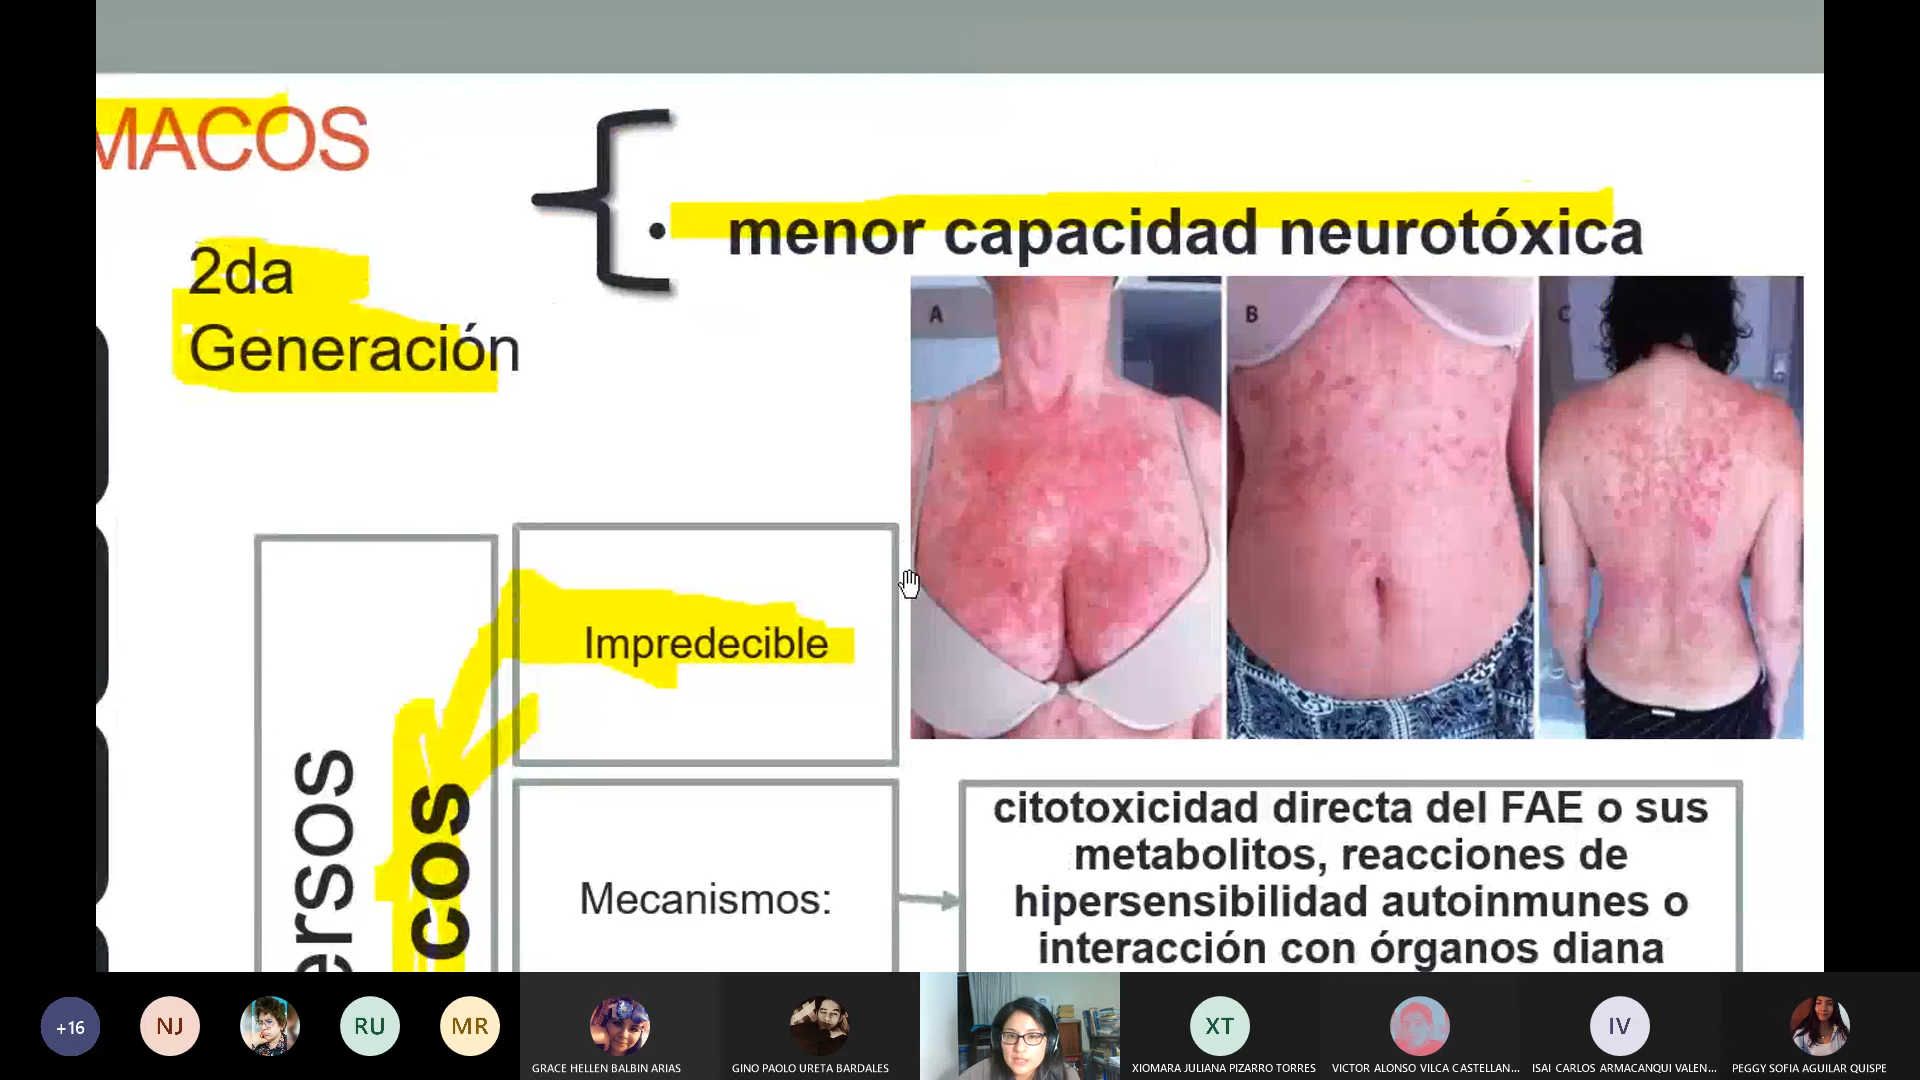 MACOS
• menor capacidad neurotóxica
2da
Generación
A
B
C
Impredecible
ersos
cos
Mecanismos:
citotoxicidad directa del FAE o sus
metabolitos, reacciones de
hipersensibilidad autoinmunes o
interacción con órganos diana
+16
NJ
RU
MR
XT
IV
GRACE HELLEN BALBIN ARIAS
GINO PAOLO URETA BARDALES
XIOMARA JULIANA PIZARRO TORRES
VICTOR ALONSO VILCA CASTELLAN...
ISAI CARLOS ARMACANQUI VALEN...
PEGGY SOFIA AGUILAR QUISPE